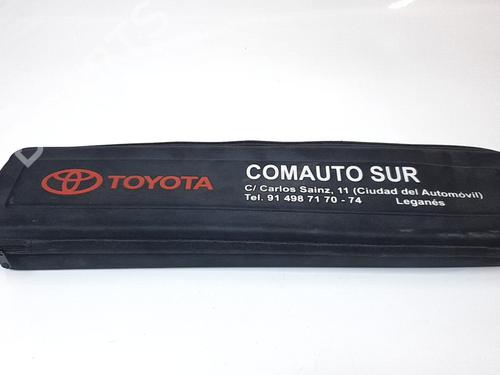 TOYOTA
COMAUTO SUR
C/ Carlos Sainz, 11 (Ciudad del Automóvil)
Tel. 91 498 71 70 - 74 Leganés